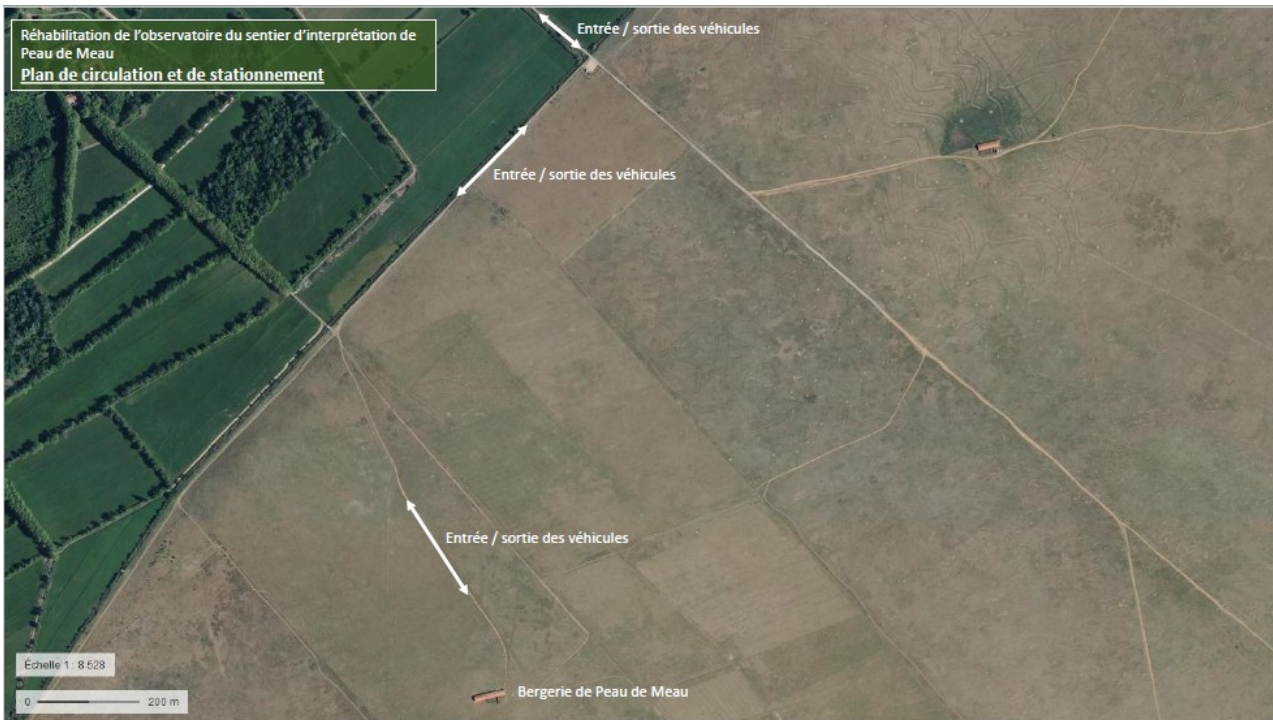 Réhabilitation de l'observatoire du sentier d'interprétation de
Peau de Meau
Plan de circulation et de stationnement
Entrée / sortie des véhicules
Entrée / sortie des véhicules
Entrée / sortie des véhicules
Échelle 1 : 8 528
0 200 m
Bergerie de Peau de Meau